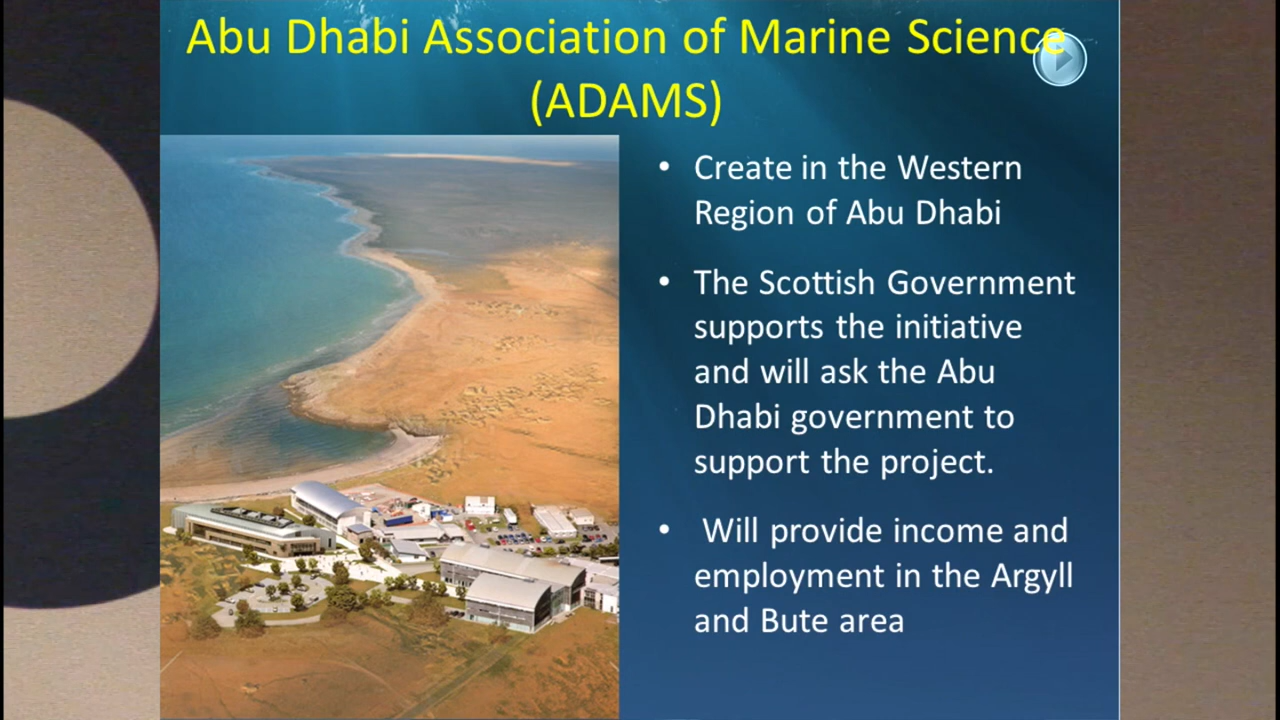 Abu Dhabi Association of Marine Science
(ADAMS)
• Create in the Western
Region of Abu Dhabi
• The Scottish Government
supports the initiative
and will ask the Abu
Dhabi government to
support the project.
• Will provide income and
employment in the Argyll
and Bute area